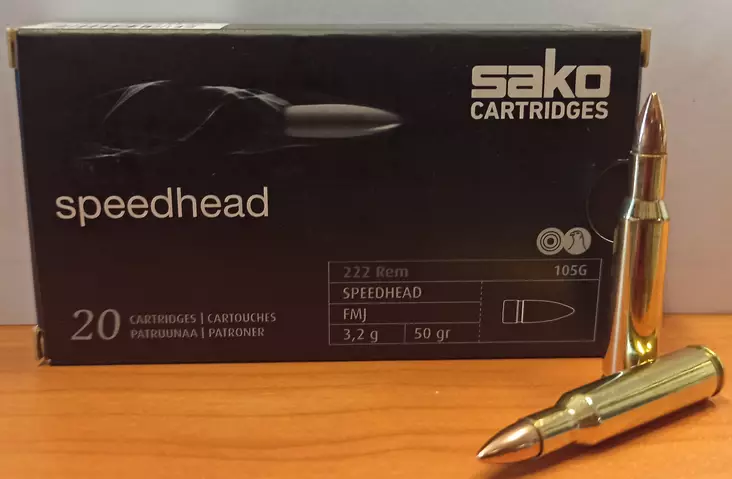 sako
CARTRIDGES
speedhead
222 Rem 105G
SPEEDHEAD
FMJ
3,2 g 50 gr
20 CARTRIDGES | CARTOUCHES
PATRUUNAA | PATRONER